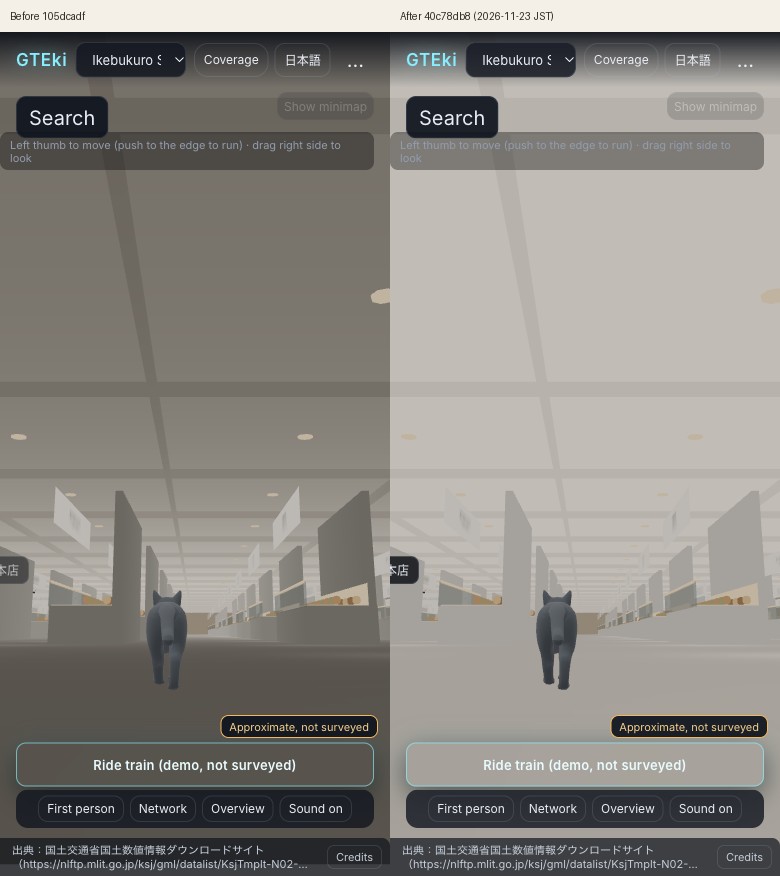 Before 105dcadf
GTEki Ikebukuro S Coverage 日本語 ...
Search
Show minimap
Left thumb to move (push to the edge to run) · drag right side to
look
本店
Approximate, not surveyed
Ride train (demo, not surveyed)
First person Network Overview Sound on
出典：国土交通省国土数値情報ダウンロードサイト
（https://nlftp.mlit.go.jp/ksj/gml/datalist/KsjTmplt-N02-...
Credits
After 40c78db8 (2026-11-23 JST)
GTEki Ikebukuro S Coverage 日本語 ...
Search
Show minimap
Left thumb to move (push to the edge to run) · drag right side to
look
本店
Approximate, not surveyed
Ride train (demo, not surveyed)
First person Network Overview Sound on
出典：国土交通省国土数値情報ダウンロードサイト
（https://nlftp.mlit.go.jp/ksj/gml/datalist/KsjTmplt-N02-...
Credits